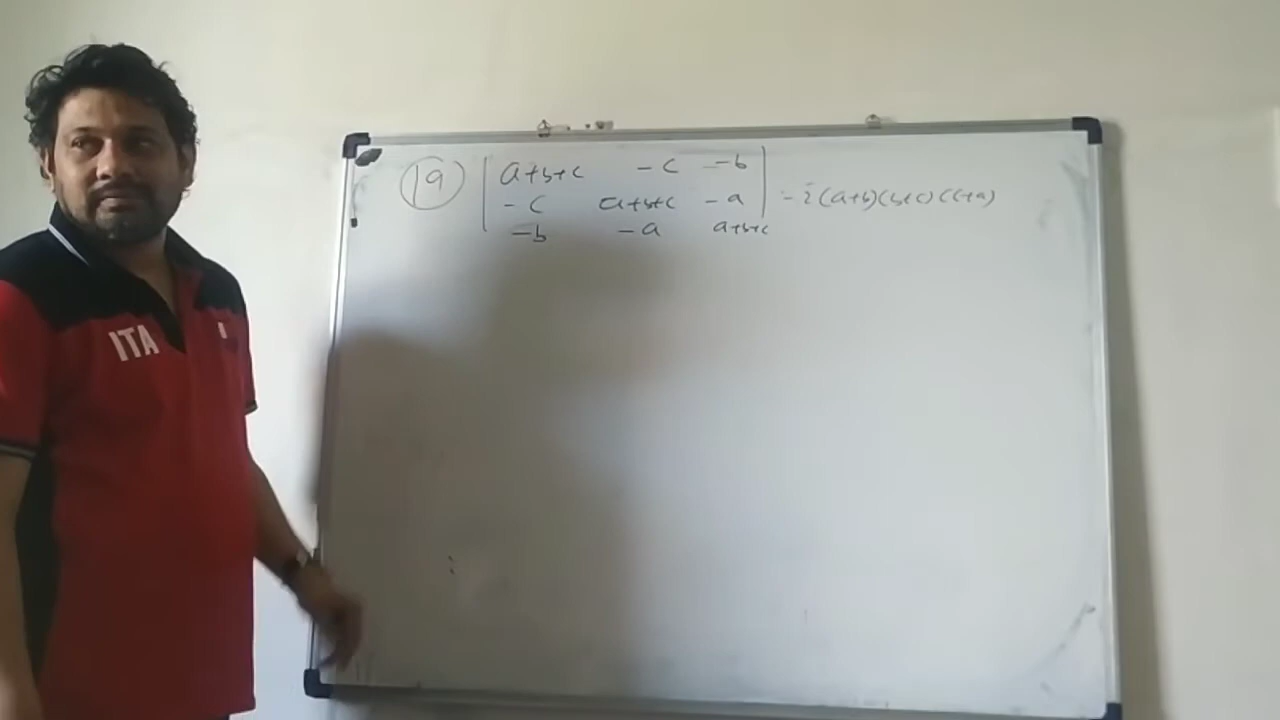 ITA
19 | a+b+c -c -b |
| -c a+b+c -a | = 2(a+b)(b+c)(c+a)
-b -a a+b+c